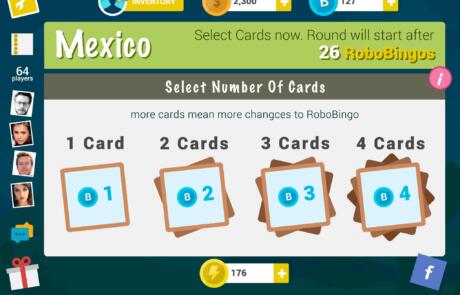 INVENTORY
$ 2,300 +
B 127 +
Mexico
Select Cards now. Round will start after
26 RoboBingos
64
players
i
Select Number Of Cards
more cards mean more changces to RoboBingo
1 Card 2 Cards 3 Cards 4 Cards
B 1 B 2 B 3 B 4
176 +
f